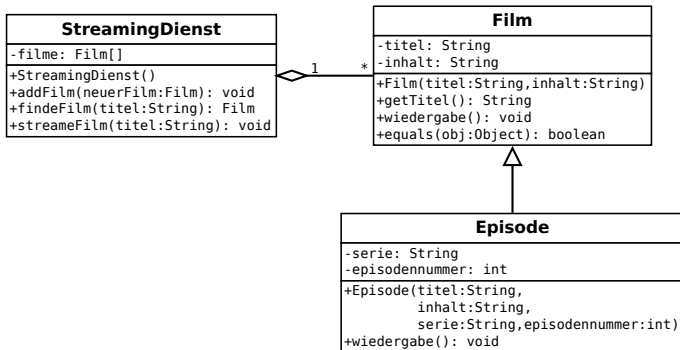 StreamingDienst
-filme: Film[]
+StreamingDienst()
+addFilm(neuerFilm:Film): void
+findeFilm(titel:String): Film
+streameFilm(titel:String): void
1
*
Film
-titel: String
-inhalt: String
+Film(titel:String,inhalt:String)
+getTitel(): String
+wiedergabe(): void
+equals(obj:Object): boolean
Episode
-serie: String
-episodennummer: int
+Episode(titel:String,
inhalt:String,
serie:String,episodennummer:int)
+wiedergabe(): void